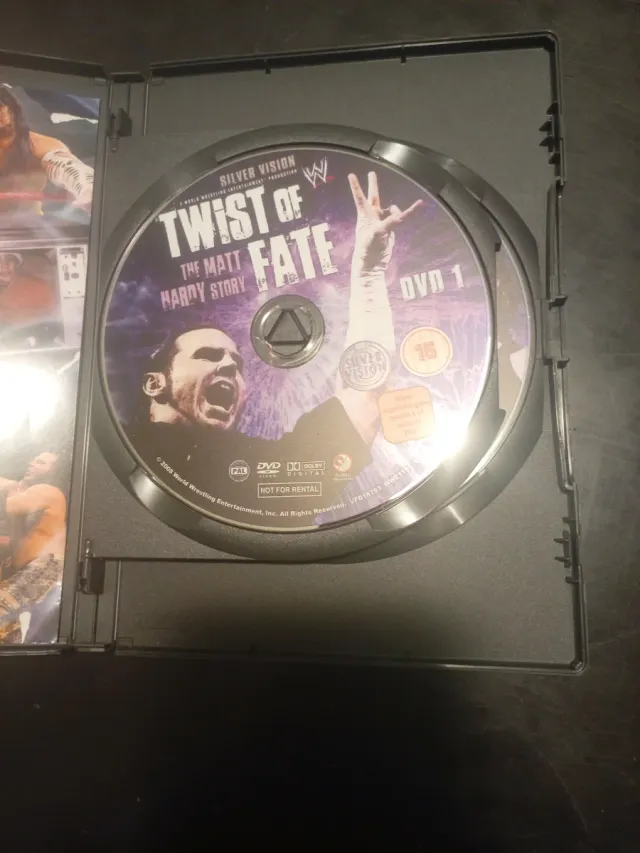 SILVER VISION
A WORLD WRESTLING ENTERTAINMENT PRODUCTION
W
TWIST OF
FATE
THE MATT
HARDY STORY
DVD 1
SILVER
VISION
15
PAL
DVD
VIDEO
DOLBY
DIGITAL
NOT FOR RENTAL
World Wrestling Entertainment, Inc. All Rights Reserved.